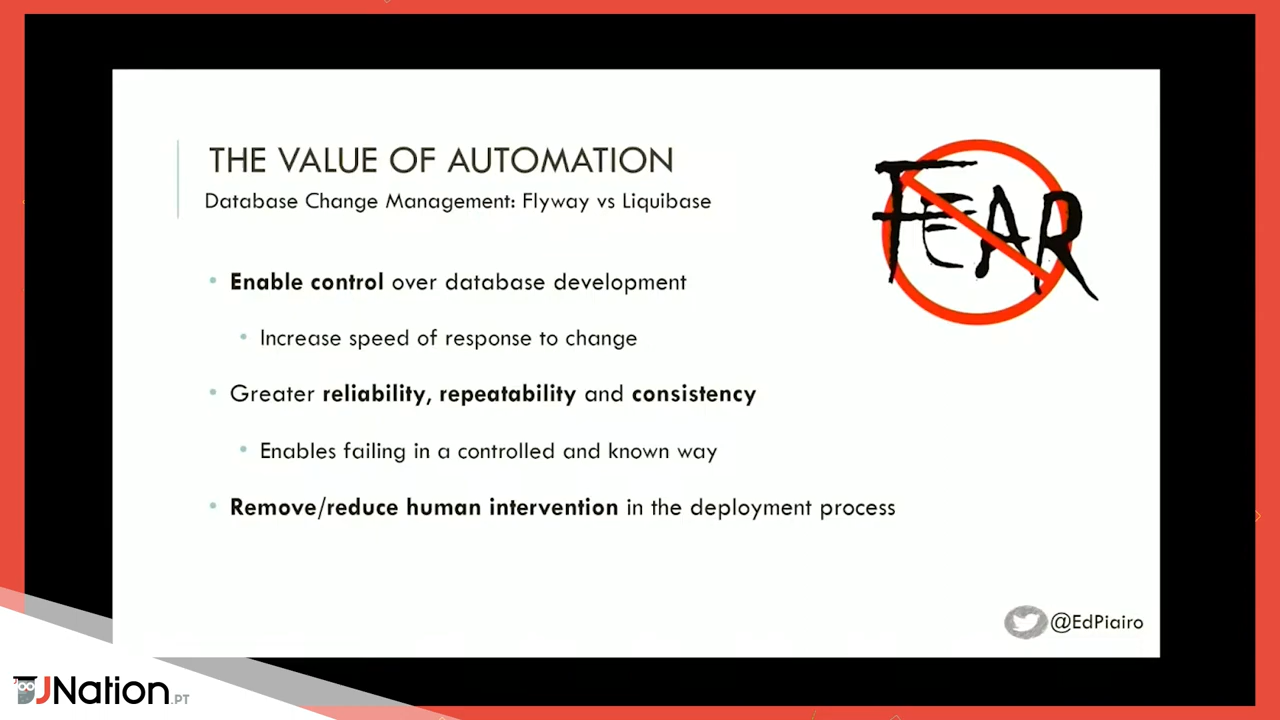 THE VALUE OF AUTOMATION
Database Change Management: Flyway vs Liquibase
FEAR
Enable control over database development
Increase speed of response to change
Greater reliability, repeatability and consistency
Enables failing in a controlled and known way
Remove/reduce human intervention in the deployment process
@EdPiairo
JNation.PT